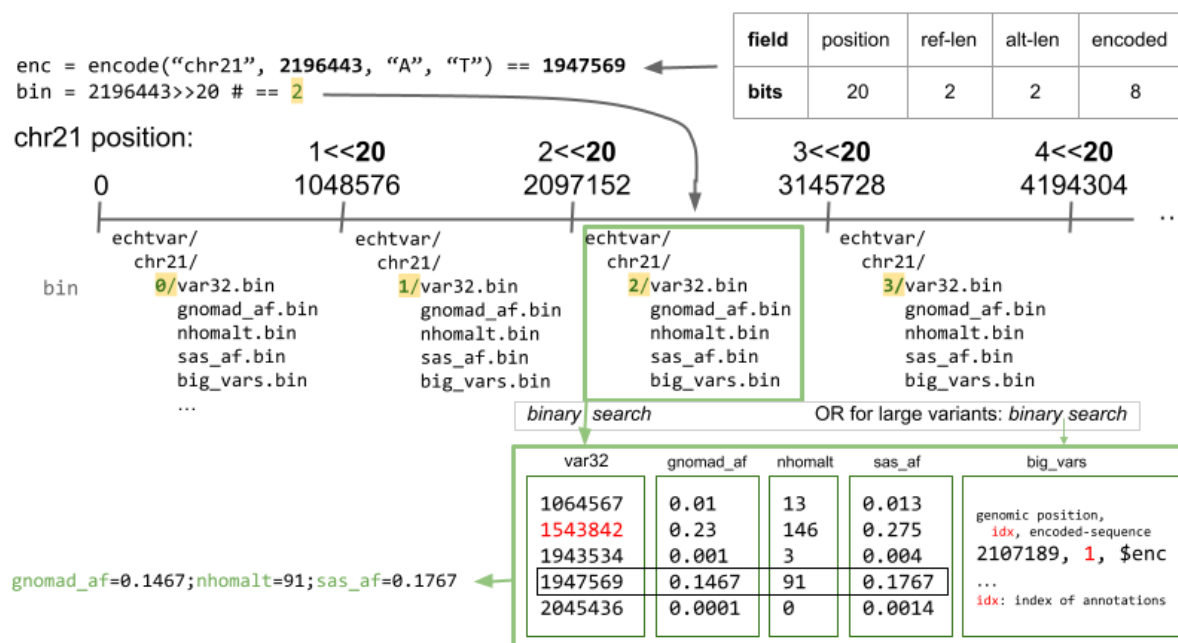 enc = encode(“chr21”, 2196443, “A”, “T”) == 1947569
bin = 2196443>>20 # == 2
field position ref-len alt-len encoded
bits 20 2 2 8
chr21 position:
1<<20 2<<20 3<<20 4<<20
0 1048576 2097152 3145728 4194304 ...
bin
echtvar/
chr21/
0/var32.bin
gnomad_af.bin
nhomalt.bin
sas_af.bin
big_vars.bin
...
echtvar/
chr21/
1/var32.bin
gnomad_af.bin
nhomalt.bin
sas_af.bin
big_vars.bin
echtvar/
chr21/
2/var32.bin
gnomad_af.bin
nhomalt.bin
sas_af.bin
big_vars.bin
echtvar/
chr21/
3/var32.bin
gnomad_af.bin
nhomalt.bin
sas_af.bin
big_vars.bin
binary search OR for large variants: binary search
var32 gnomad_af nhomalt sas_af big_vars
1064567 0.01 13 0.013
1543842 0.23 146 0.275
1943534 0.001 3 0.004
1947569 0.1467 91 0.1767
2045436 0.0001 0 0.0014
genomic position,
idx, encoded-sequence
2107189, 1, $enc
...
idx: index of annotations
gnomad_af=0.1467;nhomalt=91;sas_af=0.1767